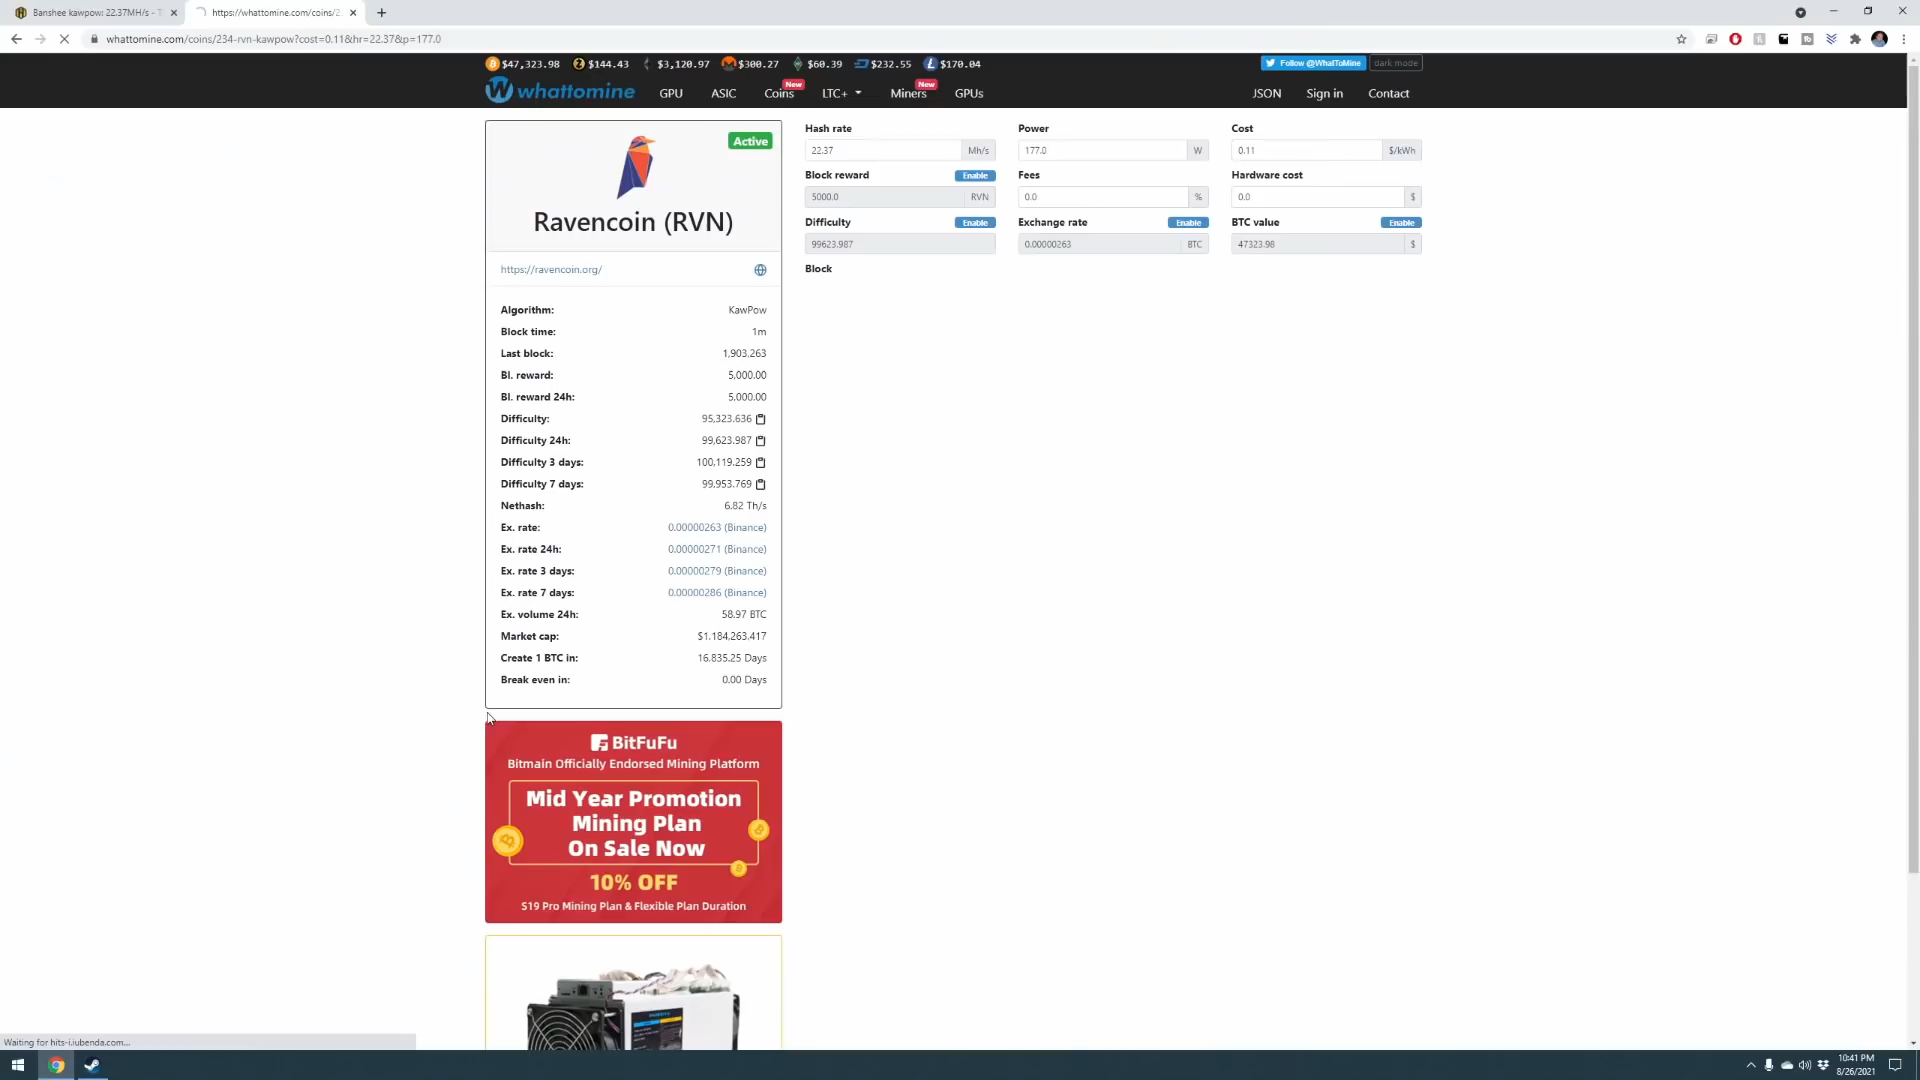 Banshee kawpow: 22.37MH/s - T
https://whattomine.com/coins/2
whattomine.com/coins/234-rvn-kawpow?cost=0.11&hr=22.37&p=177.0
$47,323.98 $144.43 $3,120.97 $300.27 $60.39 $232.55 $170.04
Follow @WhatToMine dark mode
whattomine GPU ASIC Coins New LTC+ Miners New GPUs JSON Sign in Contact
Active
Ravencoin (RVN)
https://ravencoin.org/
Algorithm: KawPow
Block time: 1m
Last block: 1,903,263
Bl. reward: 5,000.00
Bl. reward 24h: 5,000.00
Difficulty: 95,323.636
Difficulty 24h: 99,623.987
Difficulty 3 days: 100,119.259
Difficulty 7 days: 99,953.769
Nethash: 6.82 Th/s
Ex. rate: 0.00000263 (Binance)
Ex. rate 24h: 0.00000271 (Binance)
Ex. rate 3 days: 0.00000279 (Binance)
Ex. rate 7 days: 0.00000286 (Binance)
Ex. volume 24h: 58.97 BTC
Market cap: $1,184,263,417
Create 1 BTC in: 16,835.25 Days
Break even in: 0.00 Days
Hash rate Power Cost
22.37 Mh/s 177.0 W 0.11 $/kWh
Block reward Enable Fees Hardware cost
5000.0 RVN 0.0 % 0.0 $
Difficulty Enable Exchange rate Enable BTC value Enable
99623.987 0.00000263 BTC 47323.98 $
Block
BitFuFu
Bitmain Officially Endorsed Mining Platform
Mid Year Promotion
Mining Plan
On Sale Now
10% OFF
S19 Pro Mining Plan & Flexible Plan Duration
Waiting for hits-i.iubenda.com...
10:41 PM
8/26/2021